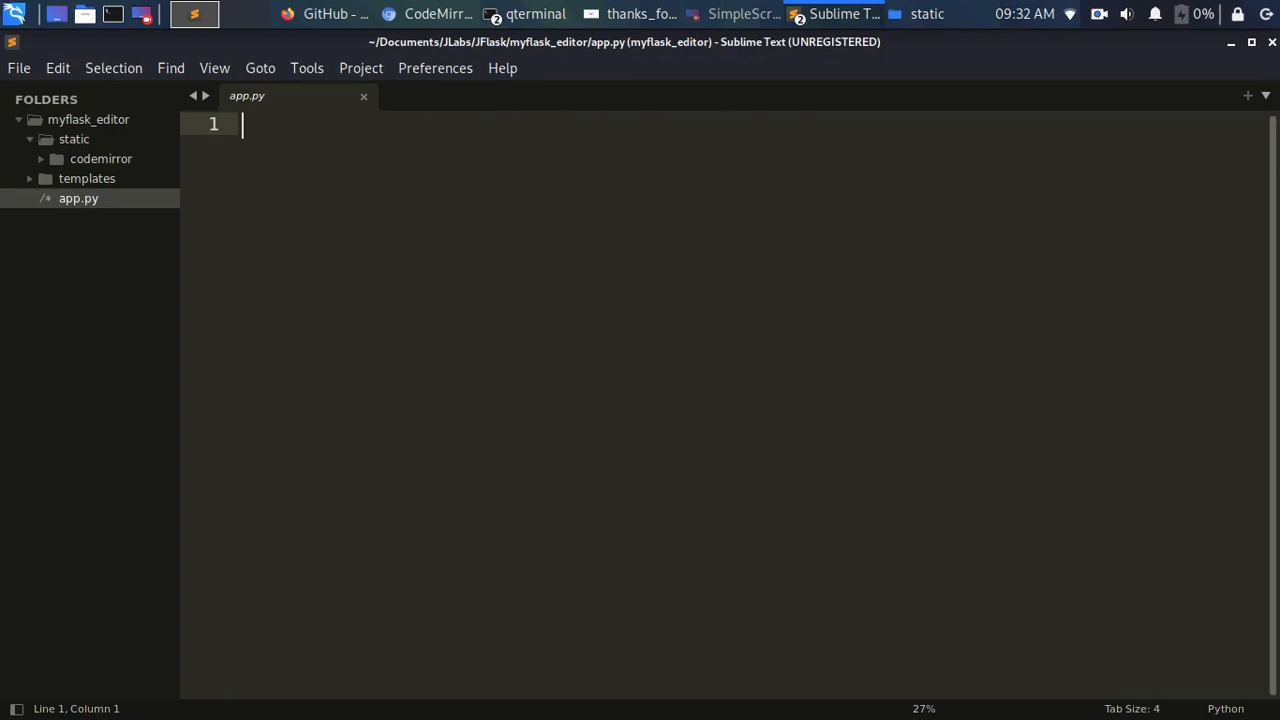 GitHub - ...
CodeMirr...
qterminal
2
thanks_fo...
SimpleScr...
Sublime T...
2
static
09:32 AM
0%
~/Documents/JLabs/JFlask/myflask_editor/app.py (myflask_editor) - Sublime Text (UNREGISTERED)
File Edit Selection Find View Goto Tools Project Preferences Help
FOLDERS
myflask_editor
static
codemirror
templates
/* app.py
app.py
1
Line 1, Column 1
27%
Tab Size: 4
Python